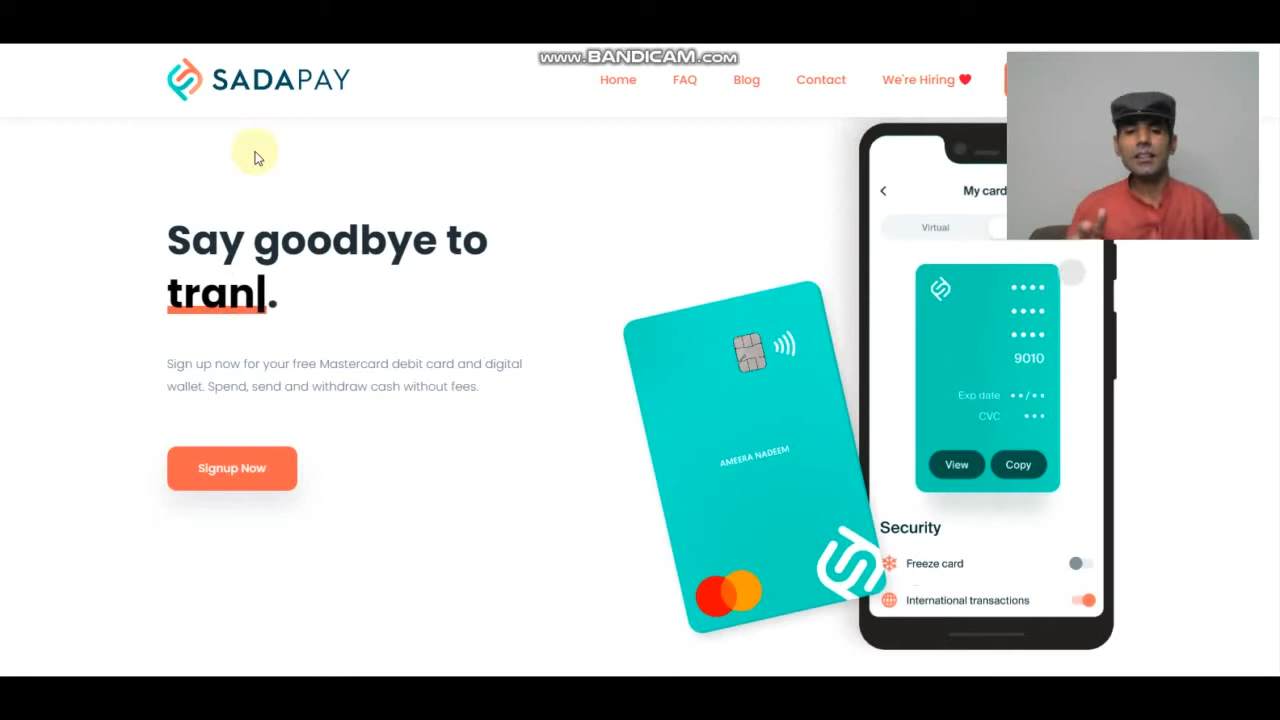 www.BANDICAM.com
SADAPAY
Home FAQ Blog Contact We're Hiring
Say goodbye to
tran|.
Sign up now for your free Mastercard debit card and digital
wallet. Spend, send and withdraw cash without fees.
Signup Now
AMEERA NADEEM
My card
Virtual
9010
Exp date ••/••
CVC •••
View Copy
Security
Freeze card
International transactions